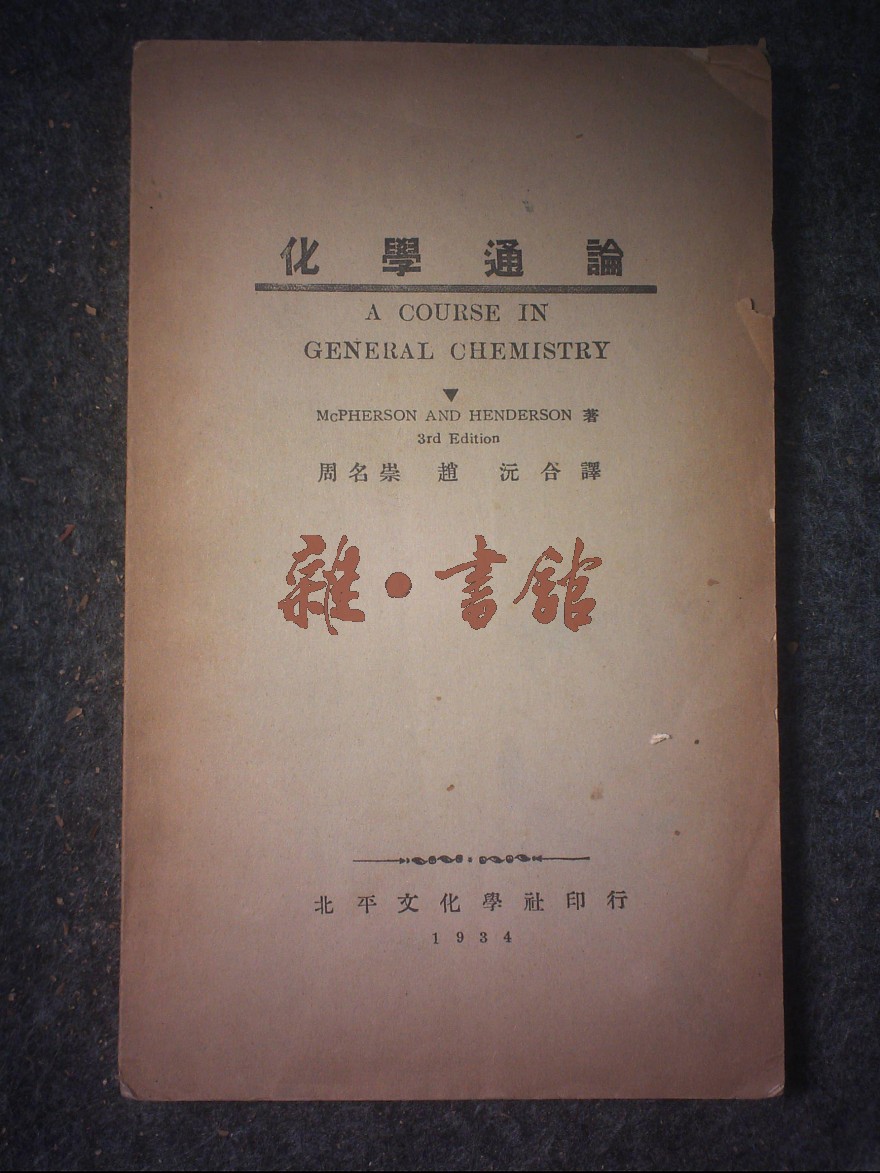 化學通論
A COURSE IN
GENERAL CHEMISTRY
McPHERSON AND HENDERSON 著
3rd Edition
周名崇 趙 沅合譯
雜·書館
北平文化學社印行
1934